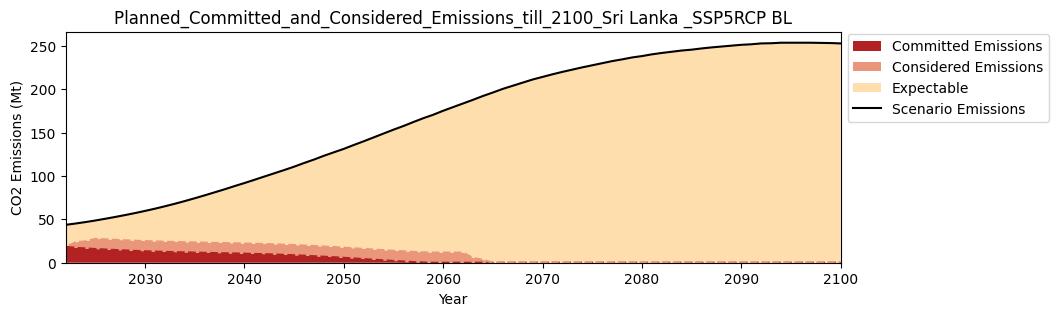 Planned_Committed_and_Considered_Emissions_till_2100_Sri Lanka _SSP5RCP BL
250
200
150
100
50
0
CO2 Emissions (Mt)
2030 2040 2050 2060 2070 2080 2090 2100
Year
Committed Emissions
Considered Emissions
Expectable
Scenario Emissions